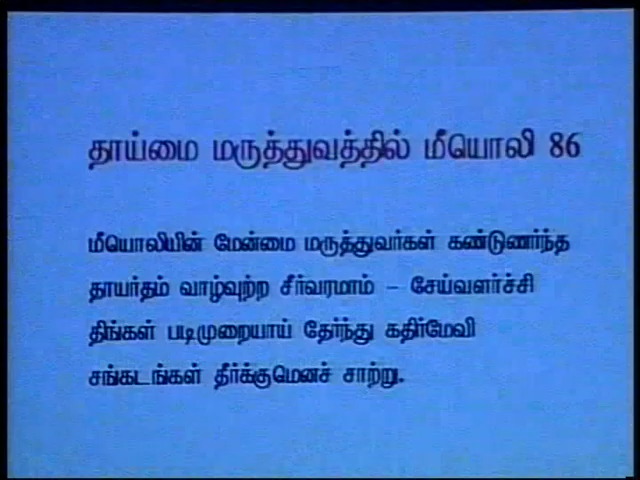 தாய்மை மருத்துவத்தில் மீயொலி 86
மீயொலியின் மேன்மை மருத்துவர்கள் கண்டுணர்ந்த
தாயர்தம் வாழ்வுற்ற சீர்வரமாம் – சேய்வளர்ச்சி
திங்கள் படிமுறையாய் தேர்ந்து கதிர்மேவி
சங்கடங்கள் தீர்க்குமெனச் சாற்று.